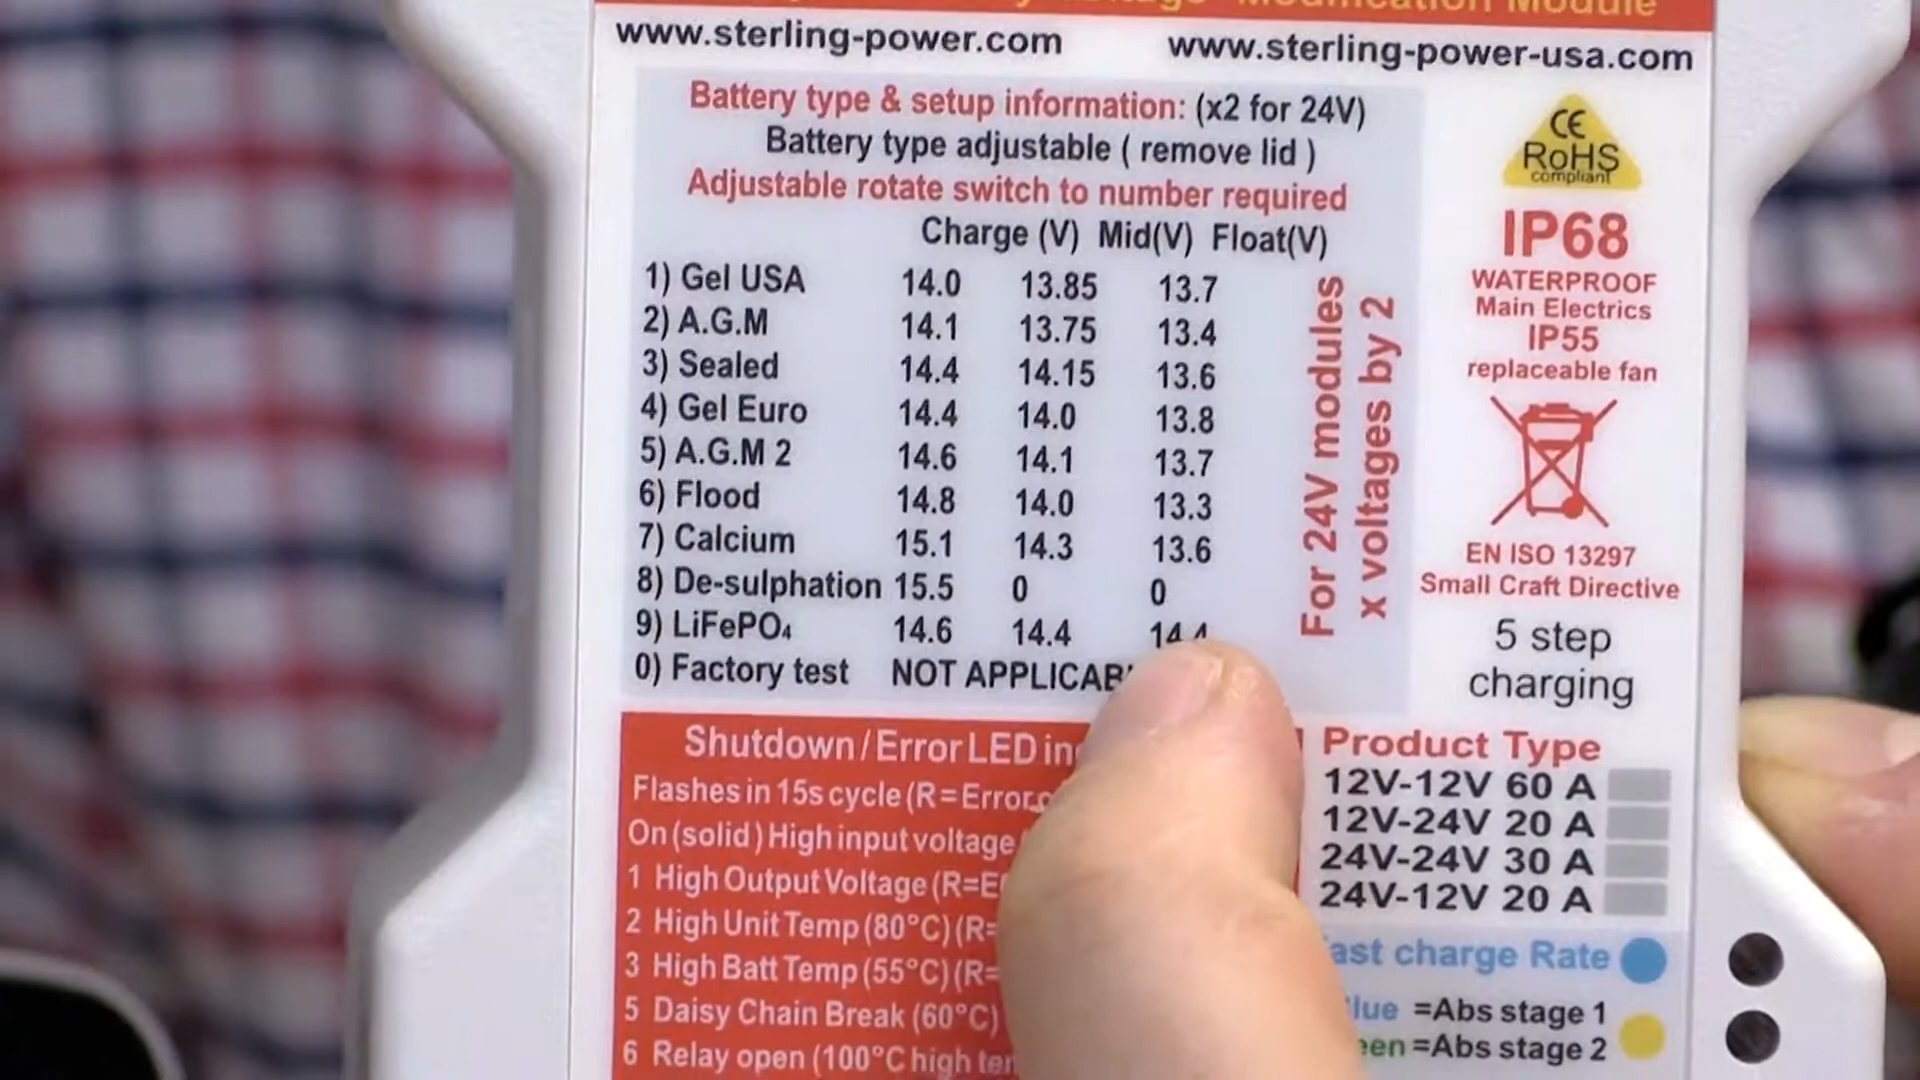 Modification Module
www.sterling-power.com www.sterling-power-usa.com
Battery type & setup information: (x2 for 24V)
Battery type adjustable ( remove lid )
Adjustable rotate switch to number required
Charge (V) Mid(V) Float(V)
1) Gel USA 14.0 13.85 13.7
2) A.G.M 14.1 13.75 13.4
3) Sealed 14.4 14.15 13.6
4) Gel Euro 14.4 14.0 13.8
5) A.G.M 2 14.6 14.1 13.7
6) Flood 14.8 14.0 13.3
7) Calcium 15.1 14.3 13.6
8) De-sulphation 15.5 0 0
9) LiFePO₄ 14.6 14.4 14.4
0) Factory test NOT
For 24V modules
x voltages by 2
CE
RoHS
compliant
IP68
WATERPROOF
Main Electrics
IP55
replaceable fan
EN ISO 13297
Small Craft Directive
5 step
charging
Shutdown/Error LED
Flashes in 15s cycle (R=Error
On (solid) High input voltage
1 High Output Voltage
2 High Unit Temp (80°C) (R=
3 High Batt Temp (55°C) (R=
5 Daisy Chain Break (60°C)
6 Relay open (100°C high
Product Type
12V-12V 60 A
12V-24V 20 A
24V-24V 30 A
24V-12V 20 A
charge Rate
=Abs stage 1
=Abs stage 2